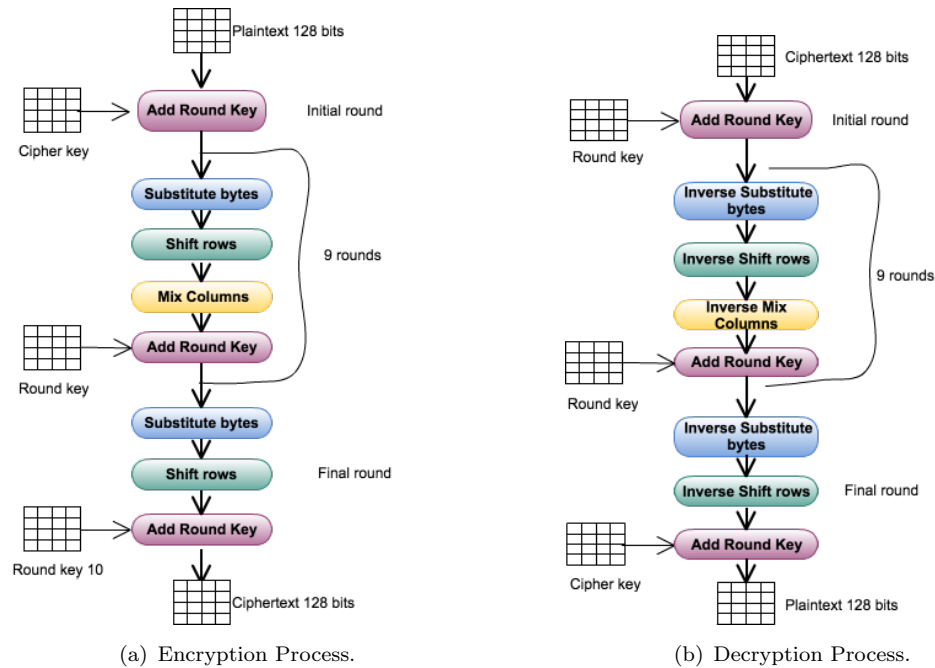 Plaintext 128 bits
Add Round Key
Initial round
Cipher key
Substitute bytes
Shift rows
9 rounds
Mix Columns
Add Round Key
Round key
Substitute bytes
Shift rows
Final round
Add Round Key
Round key 10
Ciphertext 128 bits
(a) Encryption Process.
Ciphertext 128 bits
Add Round Key
Initial round
Round key
Inverse Substitute
bytes
Inverse Shift rows
9 rounds
Inverse Mix
Columns
Add Round Key
Round key
Inverse Substitute
bytes
Inverse Shift rows
Final round
Add Round Key
Cipher key
Plaintext 128 bits
(b) Decryption Process.